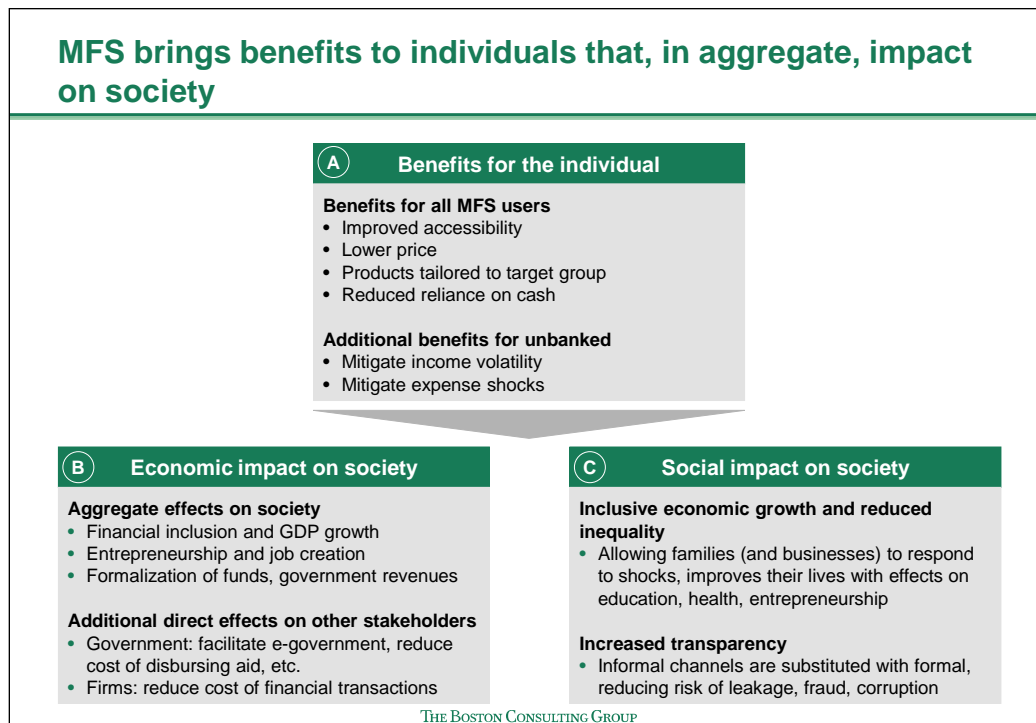 MFS brings benefits to individuals that, in aggregate, impact
on society
A Benefits for the individual
Benefits for all MFS users
• Improved accessibility
• Lower price
• Products tailored to target group
• Reduced reliance on cash
Additional benefits for unbanked
• Mitigate income volatility
• Mitigate expense shocks
B Economic impact on society
Aggregate effects on society
• Financial inclusion and GDP growth
• Entrepreneurship and job creation
• Formalization of funds, government revenues
Additional direct effects on other stakeholders
• Government: facilitate e-government, reduce
cost of disbursing aid, etc.
• Firms: reduce cost of financial transactions
C Social impact on society
Inclusive economic growth and reduced
inequality
• Allowing families (and businesses) to respond
to shocks, improves their lives with effects on
education, health, entrepreneurship
Increased transparency
• Informal channels are substituted with formal,
reducing risk of leakage, fraud, corruption
THE BOSTON CONSULTING GROUP